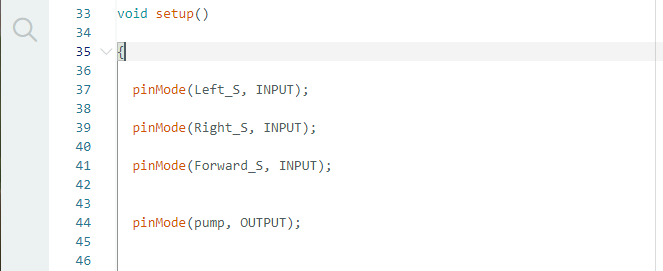 33 void setup()
34
35 {
36
37 pinMode(Left_S, INPUT);
38
39 pinMode(Right_S, INPUT);
40
41 pinMode(Forward_S, INPUT);
42
43
44 pinMode(pump, OUTPUT);
45
46